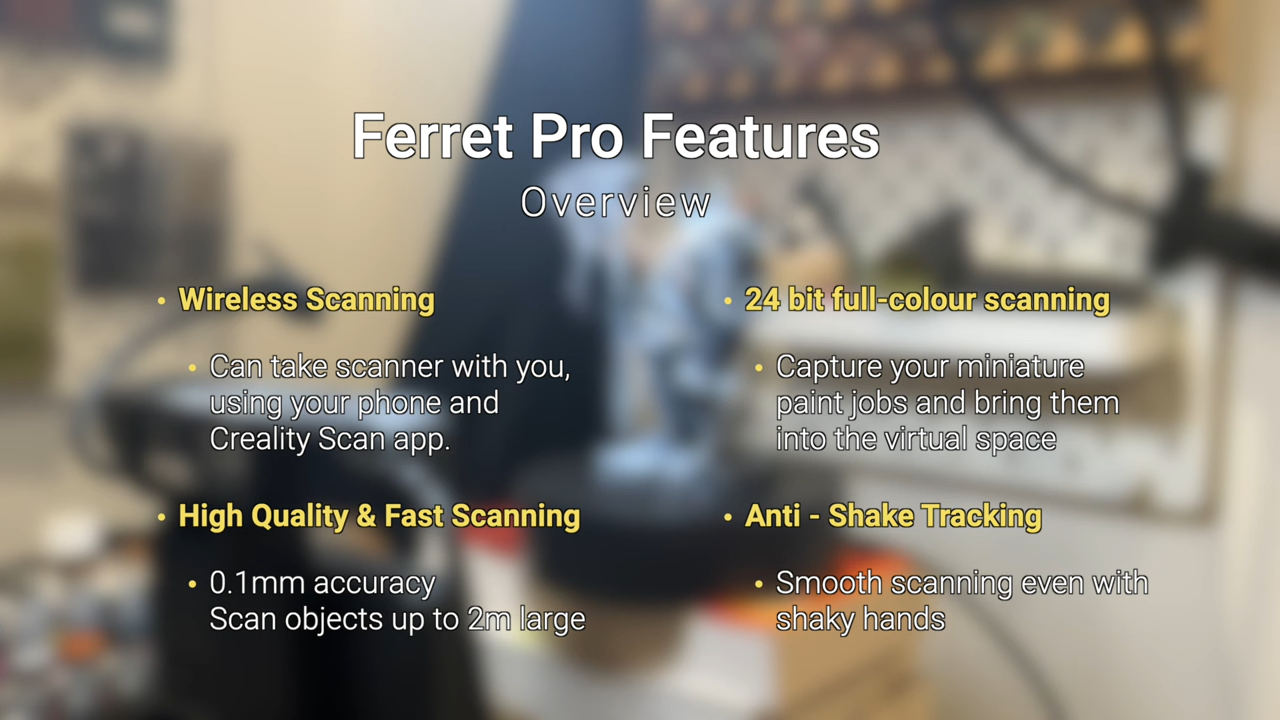 Ferret Pro Features
Overview
• Wireless Scanning
• Can take scanner with you,
using your phone and
Creality Scan app.
• High Quality & Fast Scanning
• 0.1mm accuracy
Scan objects up to 2m large
• 24 bit full-colour scanning
• Capture your miniature
paint jobs and bring them
into the virtual space
• Anti - Shake Tracking
• Smooth scanning even with
shaky hands